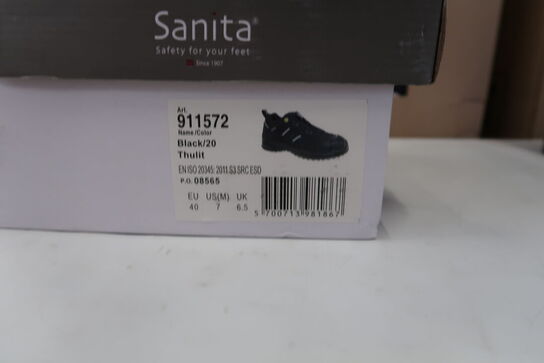 Sanita®
Safety for your feet
Since 1907
Art.
911572
Name/Color
Black/20
Thulit
EN ISO 20345: 2011.S3 SRC ESD
P.O. 08565
EU US(M). UK
40 7 6.5
5 700713 981867